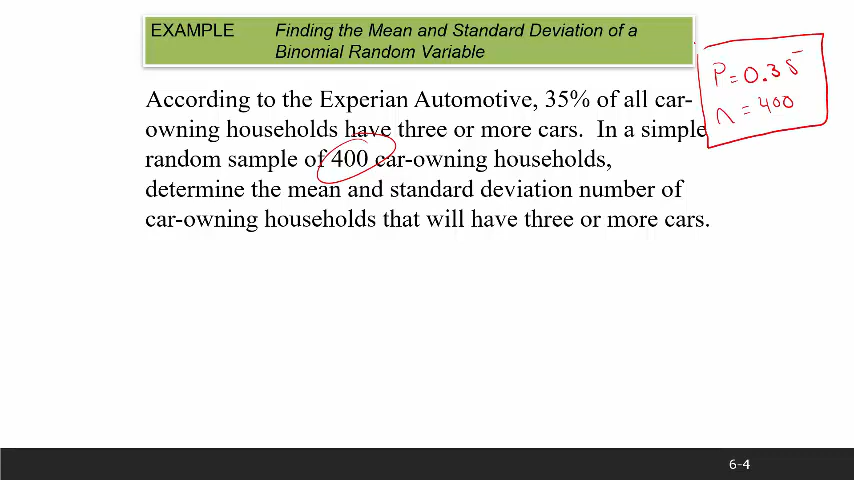 EXAMPLE Finding the Mean and Standard Deviation of a
Binomial Random Variable
P = 0.35
n = 400
According to the Experian Automotive, 35% of all car-
owning households have three or more cars. In a simple
random sample of 400 car-owning households,
determine the mean and standard deviation number of
car-owning households that will have three or more cars.
6-4